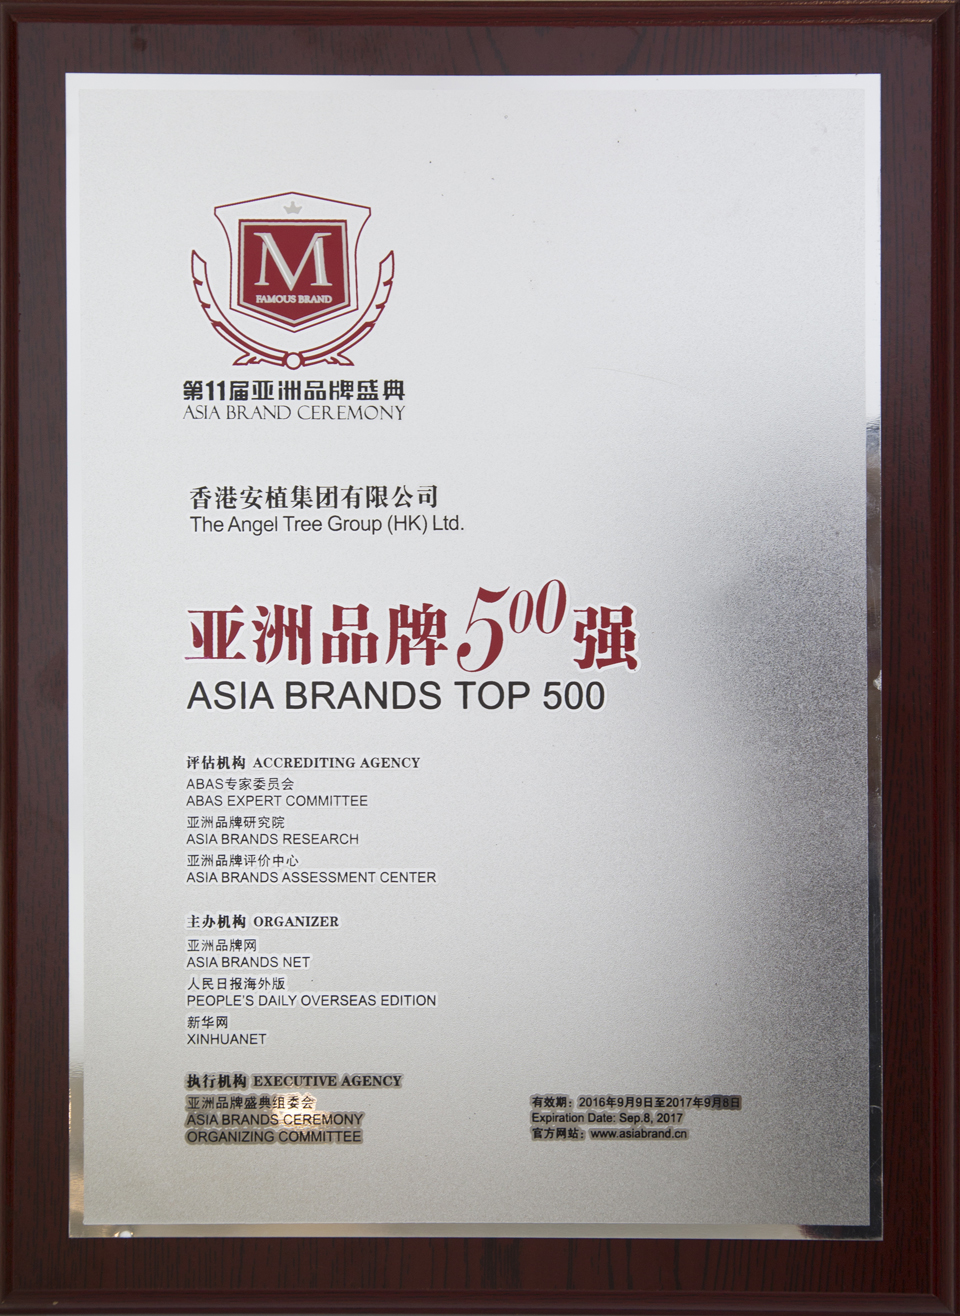 M
FAMOUS BRAND
第11届亚洲品牌盛典
ASIA BRAND CEREMONY
香港安植集团有限公司
The Angel Tree Group (HK) Ltd.
亚洲品牌500强
ASIA BRANDS TOP 500
评估机构 ACCREDITING AGENCY
ABAS专家委员会
ABAS EXPERT COMMITTEE
亚洲品牌研究院
ASIA BRANDS RESEARCH
亚洲品牌评价中心
ASIA BRANDS ASSESSMENT CENTER
主办机构 ORGANIZER
亚洲品牌网
ASIA BRANDS NET
人民日报海外版
PEOPLE'S DAILY OVERSEAS EDITION
新华网
XINHUANET
执行机构 EXECUTIVE AGENCY
亚洲品牌盛典组委会
ASIA BRANDS CEREMONY
ORGANIZING COMMITTEE
有效期：2016年9月9日至2017年9月8日
Expiration Date: Sep.8, 2017
官方网站：www.asiabrand.cn